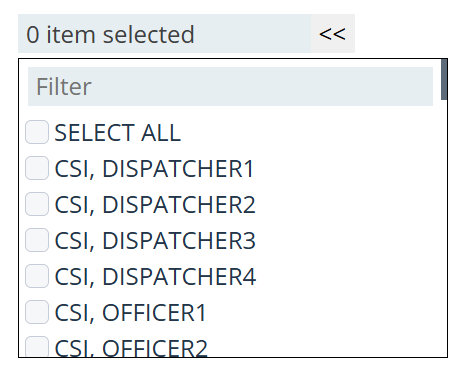 0 item selected <<
Filter
SELECT ALL
CSI, DISPATCHER1
CSI, DISPATCHER2
CSI, DISPATCHER3
CSI, DISPATCHER4
CSI, OFFICER1
CSI, OFFICER2